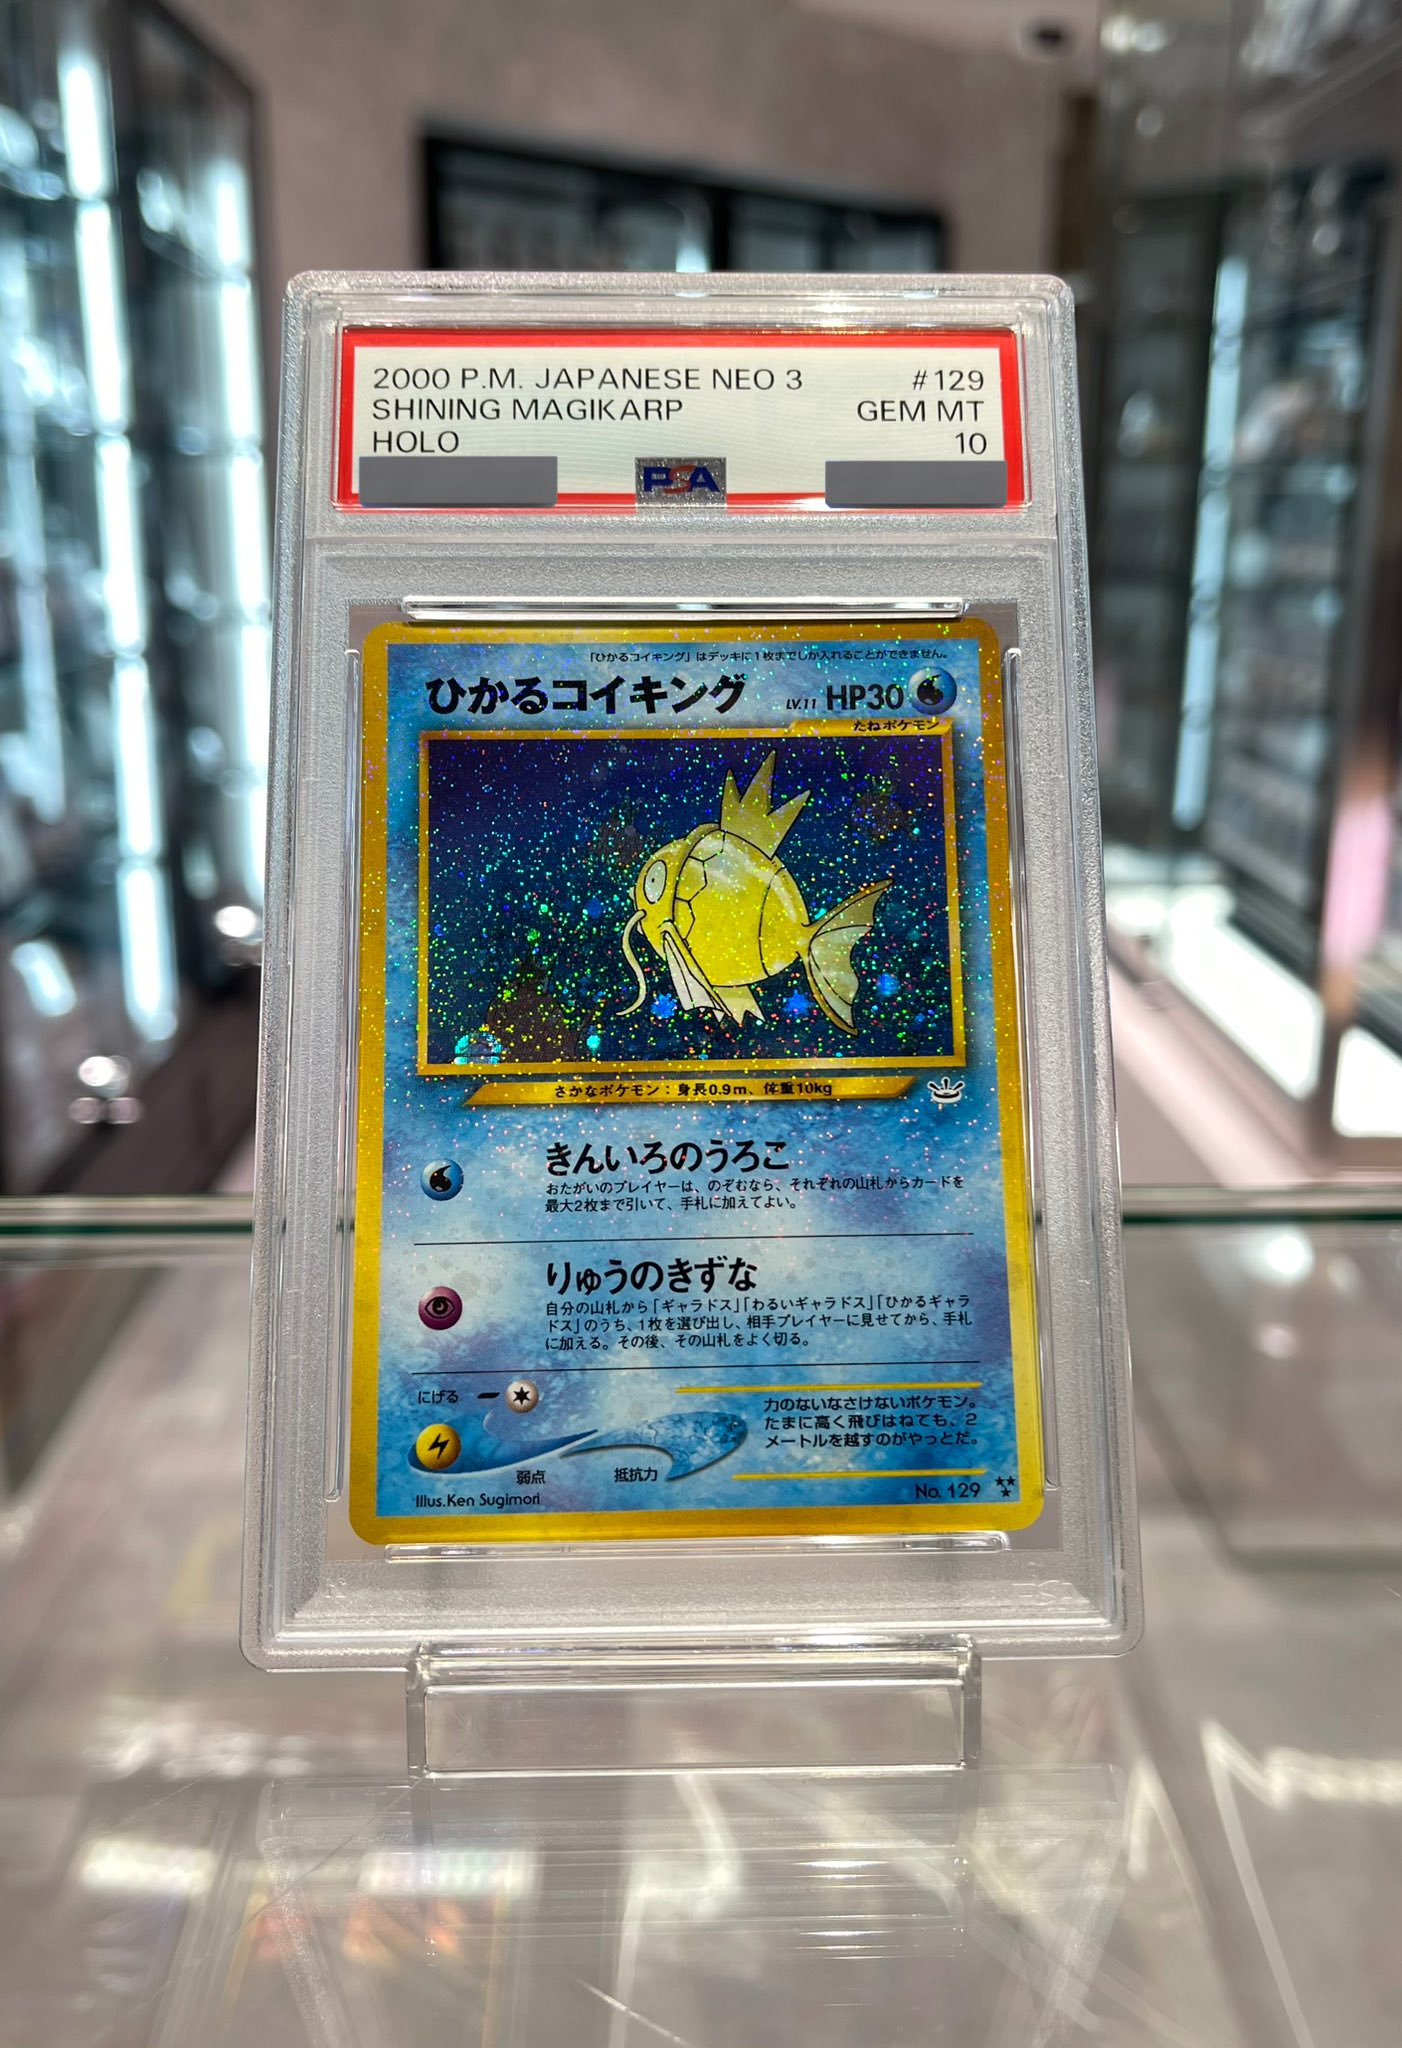 2000 P.M. JAPANESE NEO 3 #129
SHINING MAGIKARP GEM MT
HOLO 10
PSA
「ひかるコイキング」はデッキに1枚までしか入れることができません。
ひかるコイキング LV.11 HP30
たねポケモン
さかなポケモン：身長0.9m、体重10kg
きんいろのうろこ
おたがいのプレイヤーは、のぞむなら、それぞれの山札からカードを
最大2枚まで引いて、手札に加えてよい。
りゅうのきずな
自分の山札から「ギャラドス」「わるいギャラドス」「ひかるギャラ
ドス」のうち、1枚を選び出し、相手プレイヤーに見せてから、手札
に加える。その後、その山札をよく切る。
にげる
弱点 抵抗力
力のないなさけないポケモン。
たまに高く飛びはねても、2
メートルを越すのがやっとだ。
Illus.Ken Sugimori No. 129